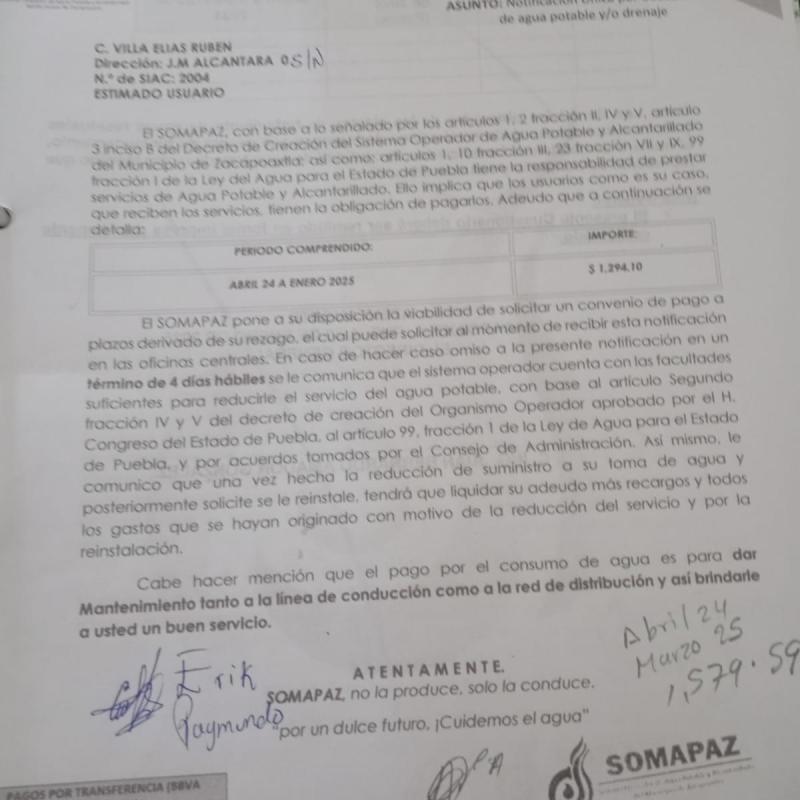 ASUNTO: Notificación
de agua potable y/o drenaje
C. VILLA ELIAS RUBEN
Dirección: J.M ALCANTARA 0S/N
N.° de SIAC: 2004
ESTIMADO USUARIO
El SOMAPAZ, con base a lo señalado por los artículos 1, 2 fracción II, IV y V, artículo
3 inciso B del Decreto de Creación del Sistema Operador de Agua Potable y Alcantarillado
del Municipio de Zacapoaxtla; así como; artículos 1, 10 fracción III, 23 fracción VII y IX, 99
fracción I de la Ley del Agua para el Estado de Puebla tiene la responsabilidad de prestar
servicios de Agua Potable y Alcantarillado. Ello implica que los usuarios como es su caso,
que reciben los servicios, tienen la obligación de pagarlos. Adeudo que a continuación se
detalla:
PERIODO COMPRENDIDO: IMPORTE:
ABRIL 24 A ENERO 2025 $ 1,294.10
El SOMAPAZ pone a su disposición la viabilidad de solicitar un convenio de pago a
plazos derivado de su rezago, el cual puede solicitar al momento de recibir esta notificación
en las oficinas centrales. En caso de hacer caso omiso a la presente notificación en un
término de 4 días hábiles se le comunica que el sistema operador cuenta con las facultades
suficientes para reducirle el servicio del agua potable, con base al artículo Segundo
fracción IV y V del decreto de creación del Organismo Operador aprobado por el H.
Congreso del Estado de Puebla, al artículo 99, fracción 1 de la Ley de Agua para el Estado
de Puebla, y por acuerdos tomados por el Consejo de Administración. Así mismo, le
comunico que una vez hecha la reducción de suministro a su toma de agua y
posteriormente solicite se le reinstale, tendrá que liquidar su adeudo más recargos y todos
los gastos que se hayan originado con motivo de la reducción del servicio y por la
reinstalación.
Cabe hacer mención que el pago por el consumo de agua es para dar
Mantenimiento tanto a la línea de conducción como a la red de distribución y así brindarle
a usted un buen servicio.
Abril 24
Marzo 25
1,579.59
Erik
Raymundo
ATENTAMENTE.
SOMAPAZ, no la produce, solo la conduce.
"por un dulce futuro, ¡Cuidemos el agua"
SOMAPAZ
PAGOS POR TRANSFERENCIA (BBVA